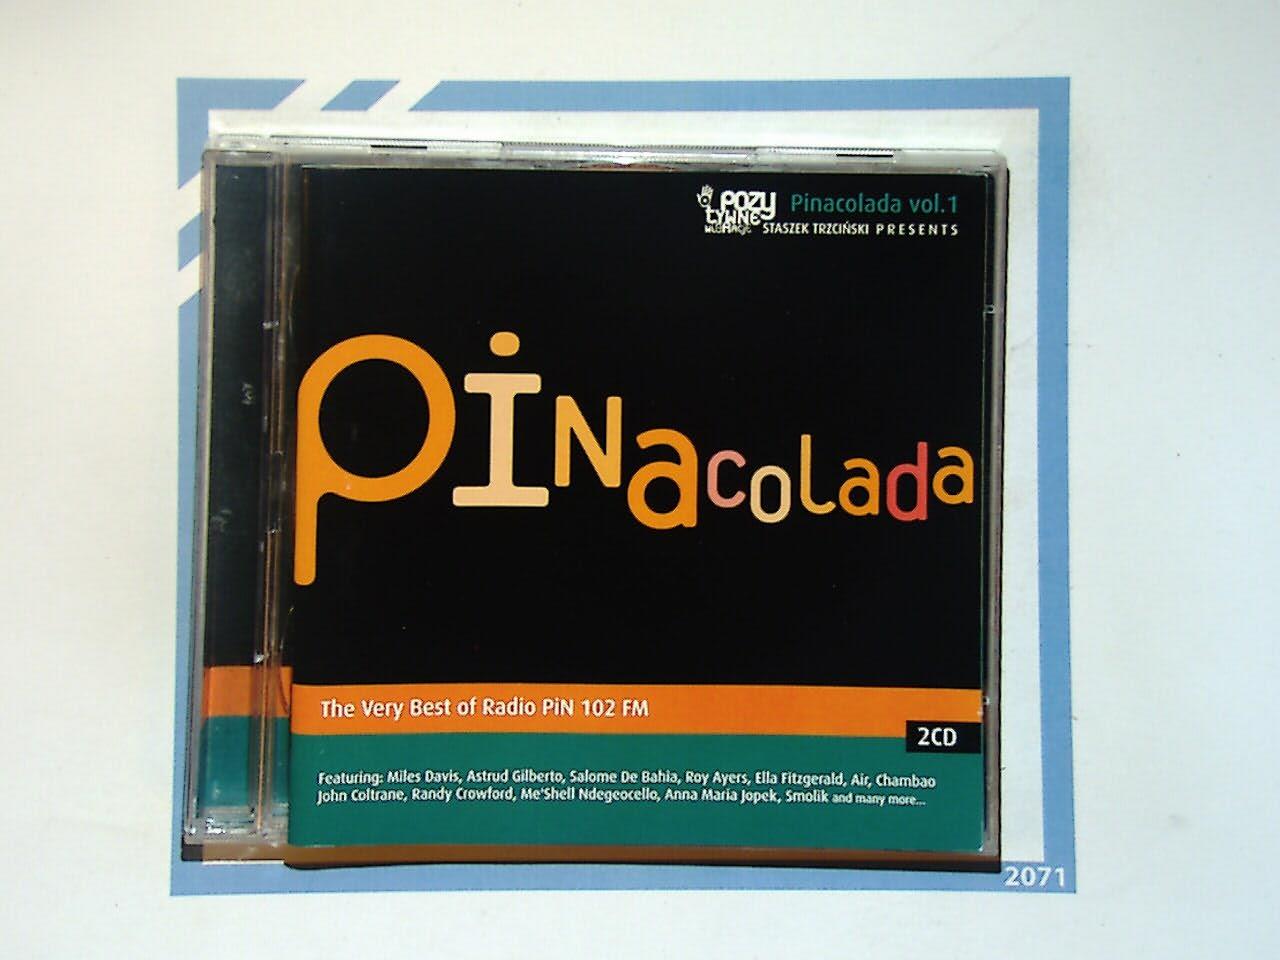 POZY
TYWNE
WIBRACJE
Pinacolada vol.1
STASZEK TRZCIŃSKI PRESENTS
PiNacolada
The Very Best of Radio PiN 102 FM
2CD
Featuring: Miles Davis, Astrud Gilberto, Salome De Bahia, Roy Ayers, Ella Fitzgerald, Air, Chambao
John Coltrane, Randy Crowford, Me'Shell Ndegeocello, Anna Maria Jopek, Smolik and many more...
2071